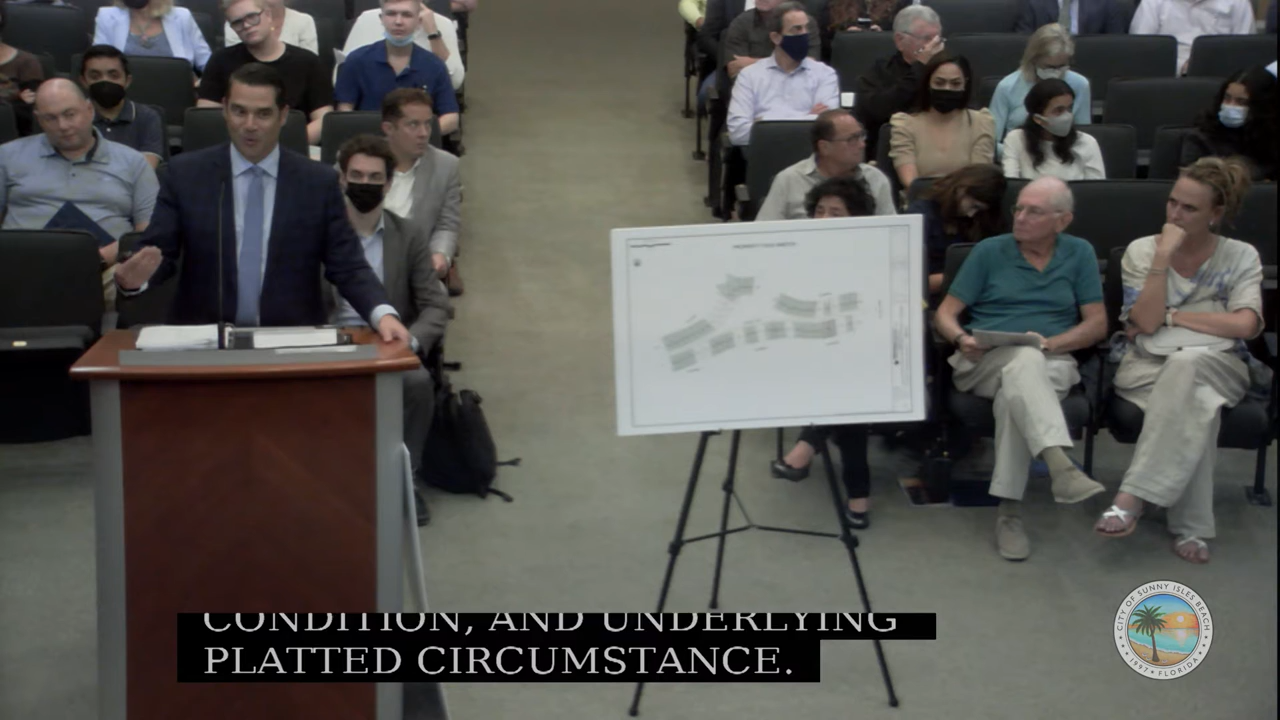 CONDITION, AND UNDERLYING
PLATTED CIRCUMSTANCE.
CITY OF SUNNY ISLES BEACH
1997
FLORIDA